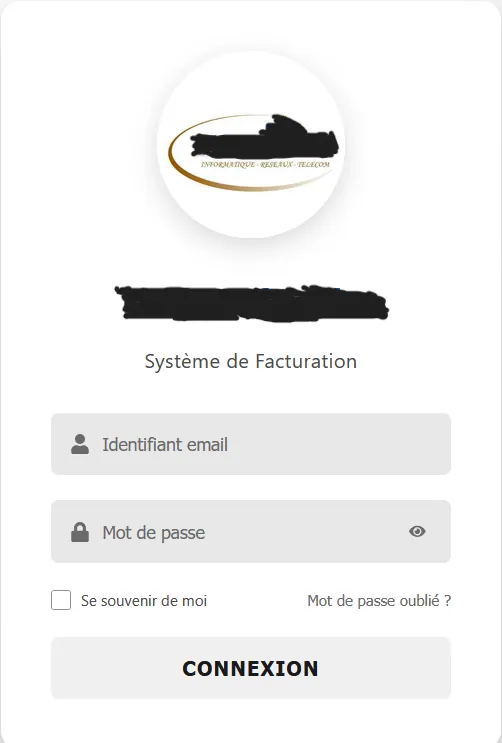 INFORMATIQUE - RESEAUX - TELECOM
Système de Facturation
Identifiant email
Mot de passe
Se souvenir de moi
Mot de passe oublié ?
CONNEXION